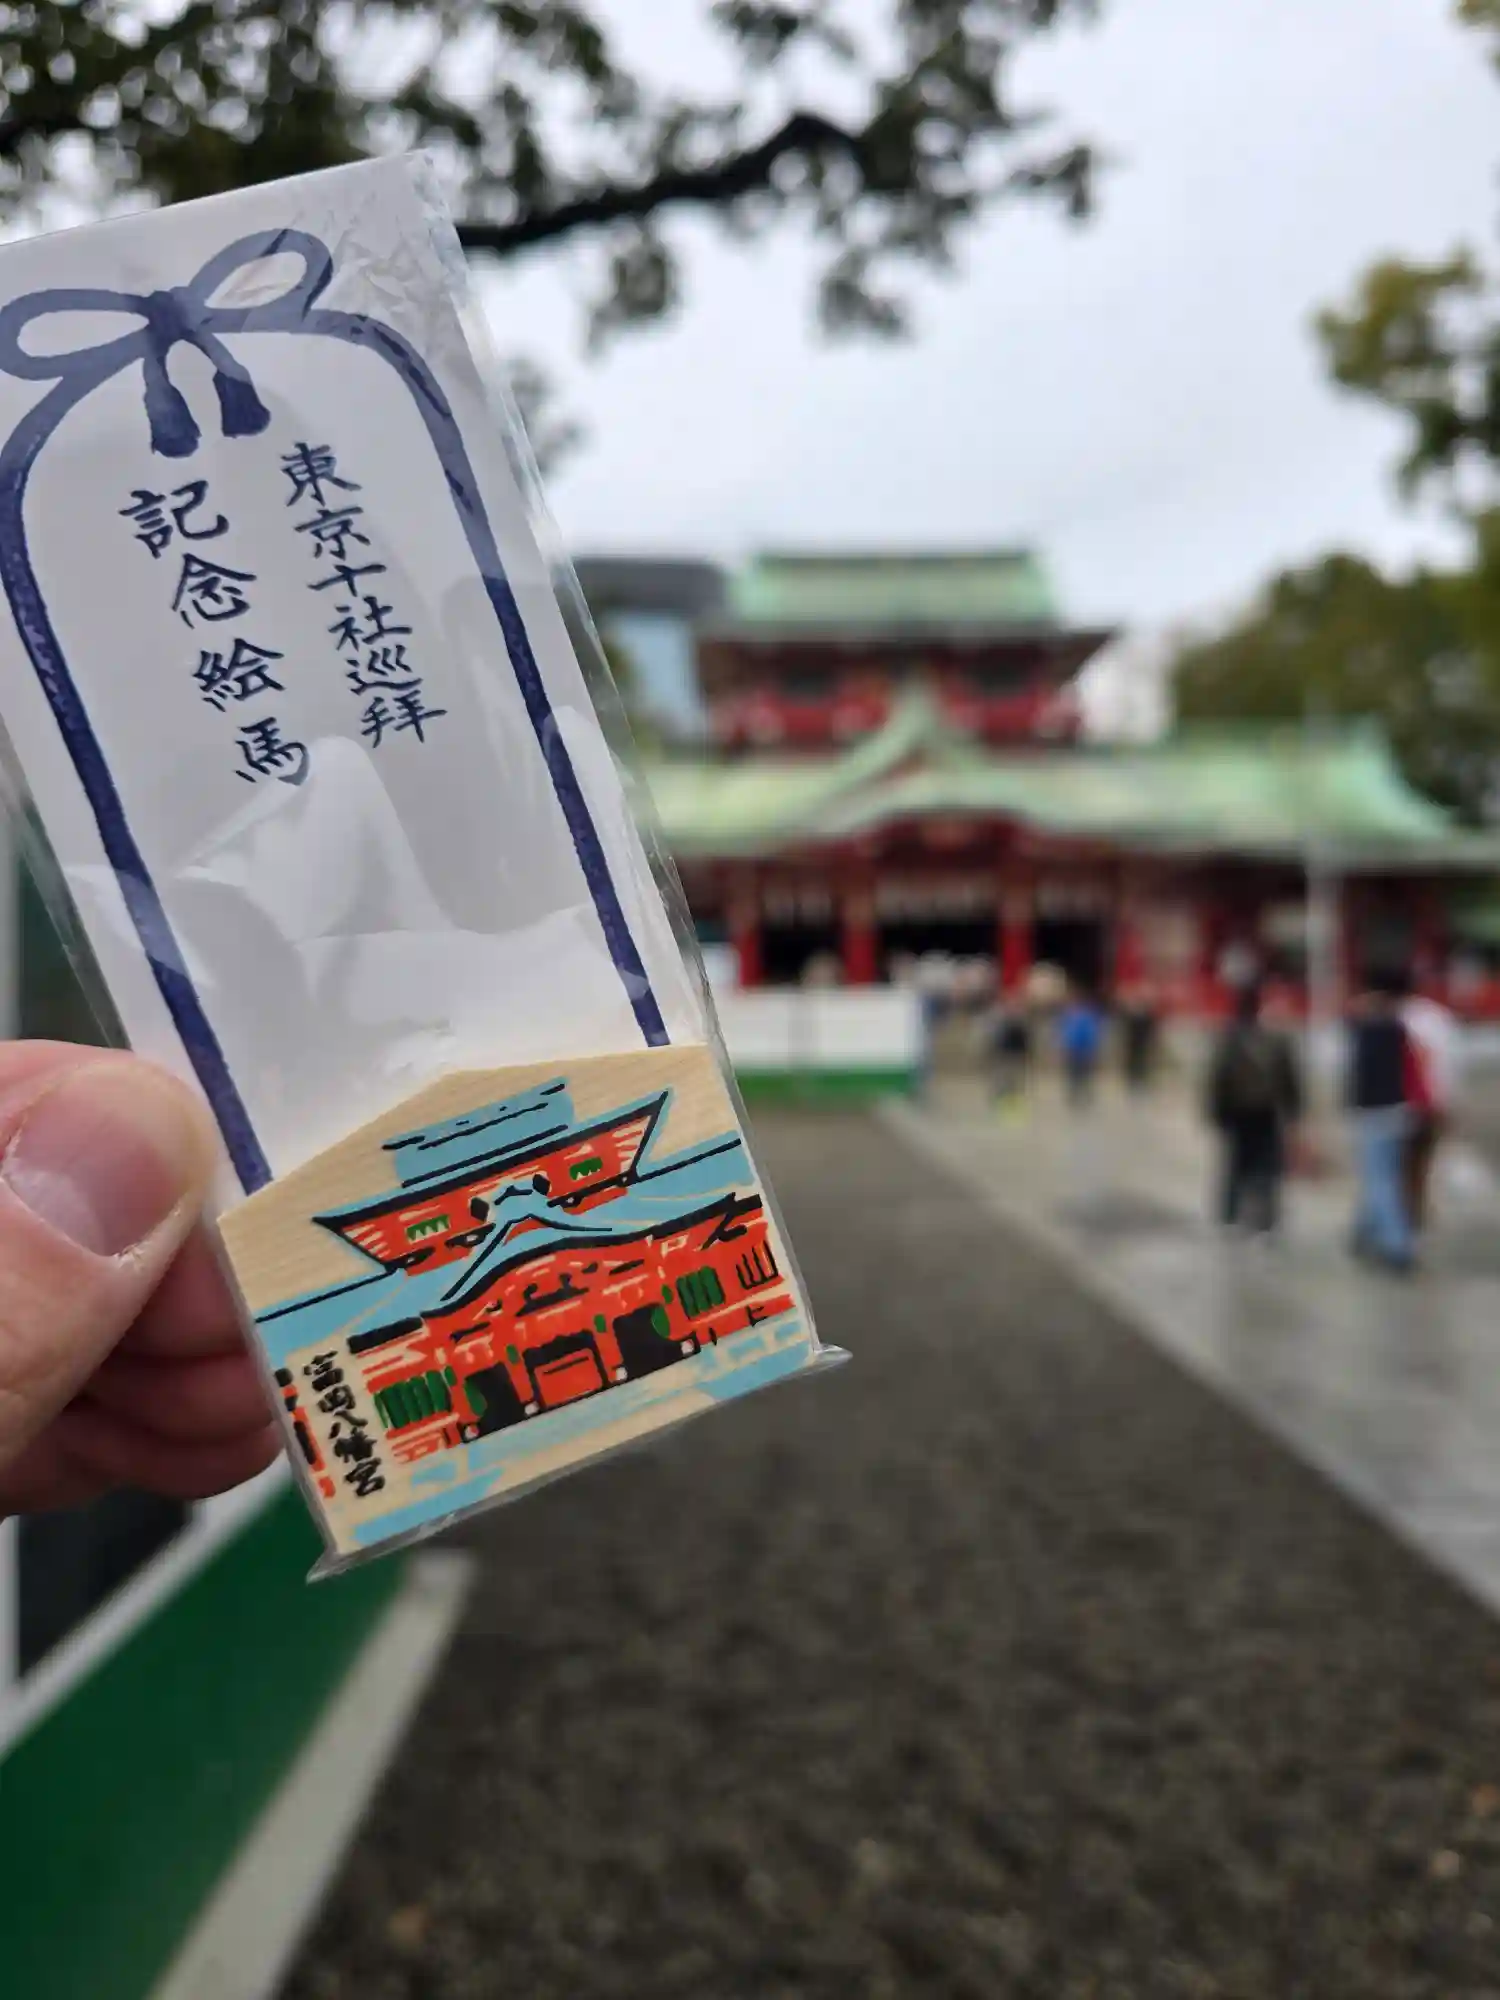 東京十社巡拝
記念絵馬
富岡八幡宮